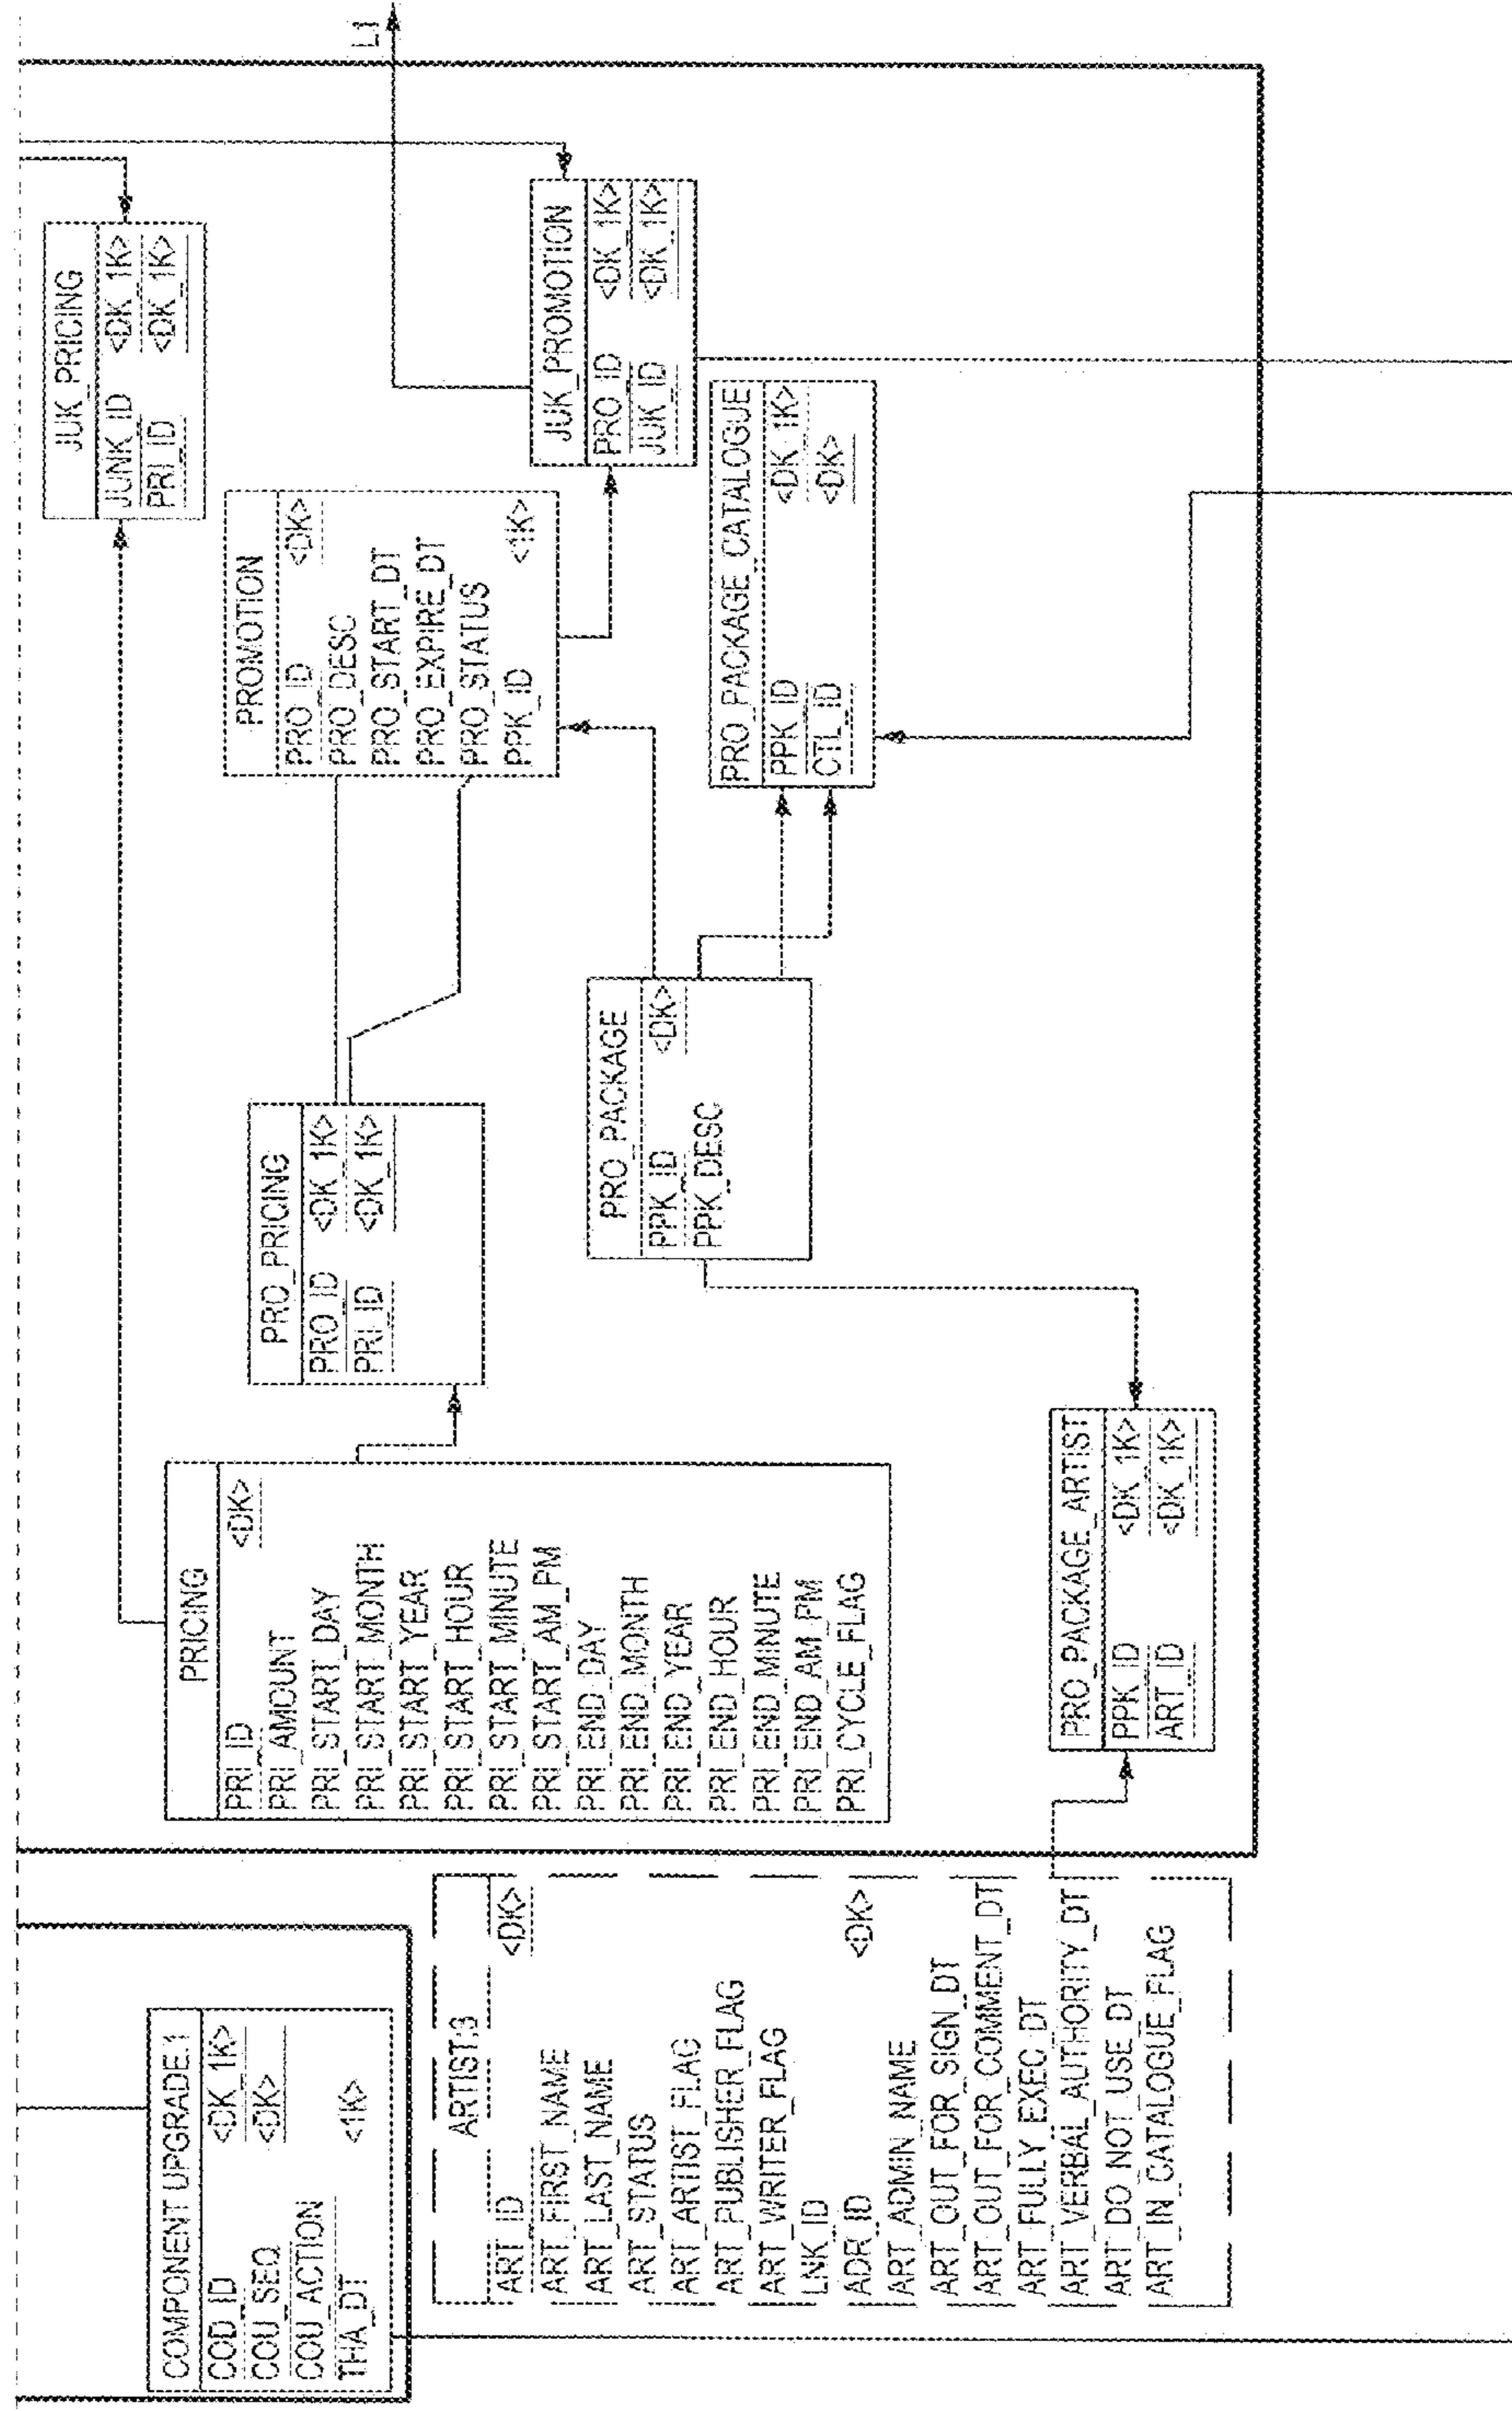 L1
JUK_PRICING
JUNK_ID <DK_1K>
PRI_ID <DK_1K>
JUK_PROMOTION
PRO_ID <DK_1K>
JUK_ID <DK_1K>
PROMOTION
PRO_ID <DK>
PRO_DESC
PRO_START_DT
PRO_EXPIRE_DT
PRO_STATUS
PPK_ID <1K>
PRO_PACKAGE_CATALOGUE
PPK_ID <DK_1K>
CTL_ID <DK>
PRO_PRICING
PRO_ID <DK_1K>
PRI_ID <DK_1K>
PRO_PACKAGE
PPK_ID <DK>
PPK_DESC
PRICING
PRI_ID <DK>
PRI_AMOUNT
PRI_START_DAY
PRI_START_MONTH
PRI_START_YEAR
PRI_START_HOUR
PRI_START_MINUTE
PRI_START_AM_PM
PRI_END_DAY
PRI_END_MONTH
PRI_END_YEAR
PRI_END_HOUR
PRI_END_MINUTE
PRI_END_AM_PM
PRI_CYCLE_FLAG
PRO_PACKAGE_ARTIST
PPK_ID <DK_1K>
ART_ID <DK_1K>
COMPONENT UPGRADE:1
COD_ID <DK_1K>
COU_SEQ <DK>
COU_ACTION
THA_DT <1K>
ARTIST:3
ART_ID <DK>
ART_FIRST_NAME
ART_LAST_NAME
ART_STATUS
ART_ARTIST_FLAG
ART_PUBLISHER_FLAG
ART_WRITER_FLAG
LNK_ID
ADR_ID <DK>
ART_ADMIN_NAME
ART_OUT_FOR_SIGN_DT
ART_OUT_FOR_COMMENT_DT
ART_FULLY_EXEC_DT
ART_VERBAL_AUTHORITY_DT
ART_DO_NOT_USE_DT
ART_IN_CATALOGUE_FLAG